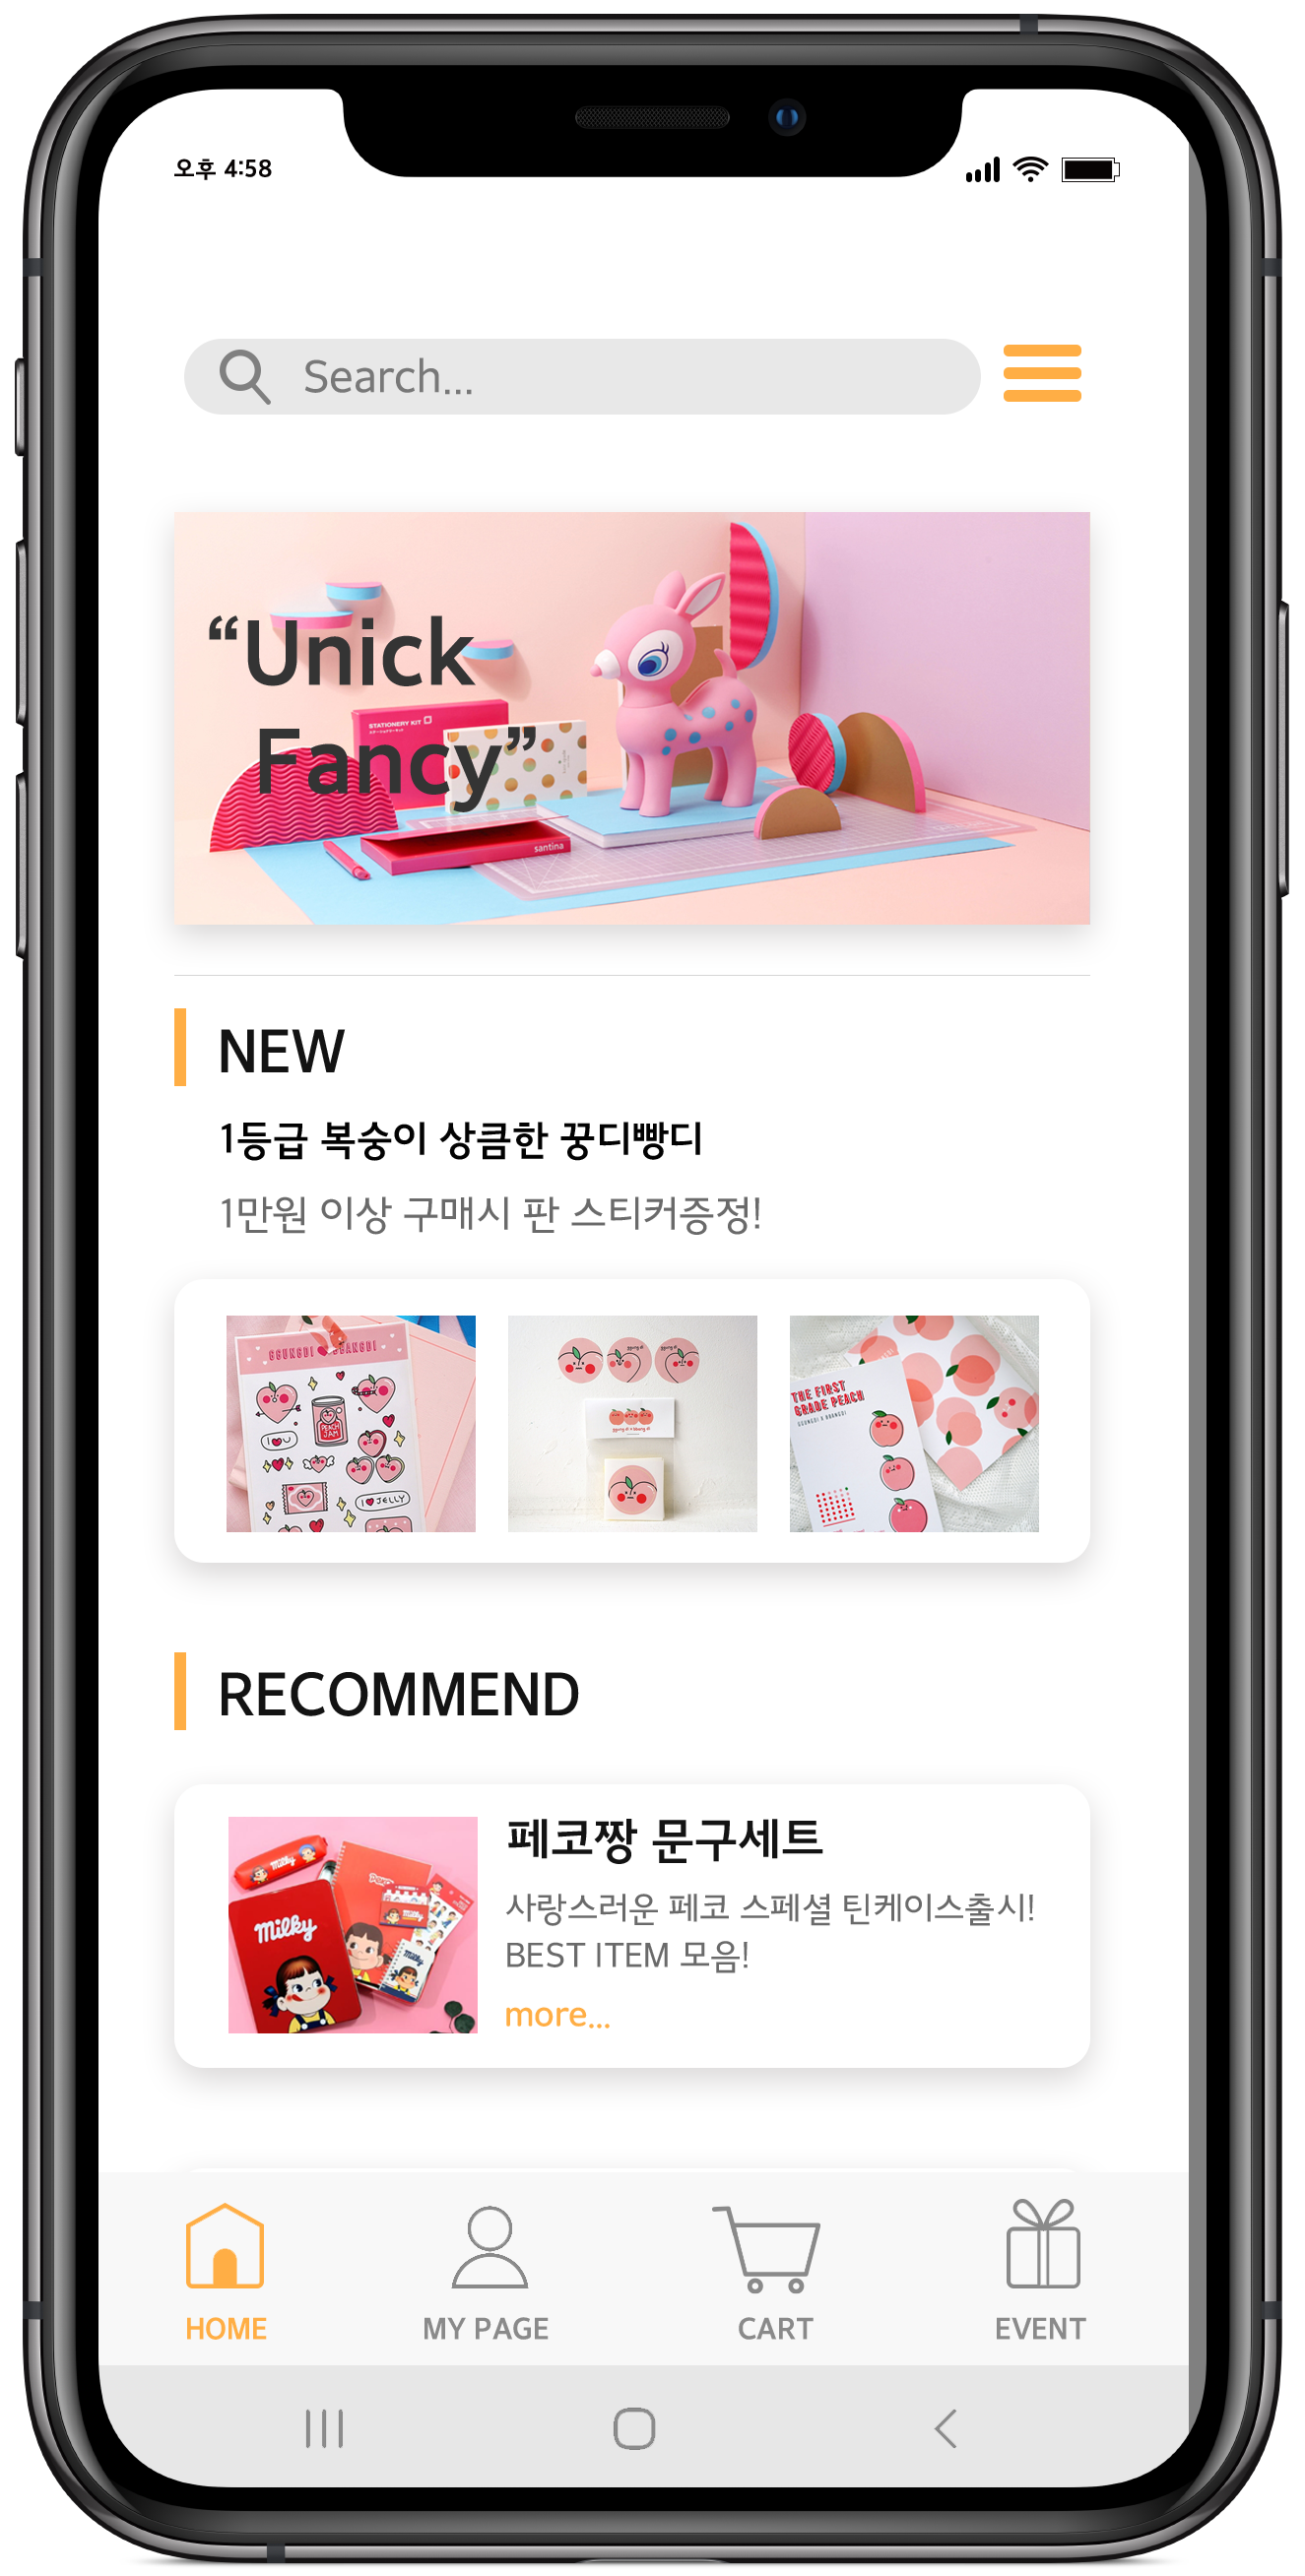 오후 4:58
Search...
“Unick
Fancy”
STATIONERY KIT
santina
NEW
1등급 복숭이 상큼한 꿍디빵디
1만원 이상 구매시 판 스티커증정!
GGUNGDI BBANGDI
PEACH
JAM
I U
I JELLY
THE FIRST
GRADE PEACH
GGUNGDI X BBANGDI
RECOMMEND
페코짱 문구세트
사랑스러운 페코 스페셜 틴케이스출시!
BEST ITEM 모음!
more...
Milky
Milky
HOME
MY PAGE
CART
EVENT